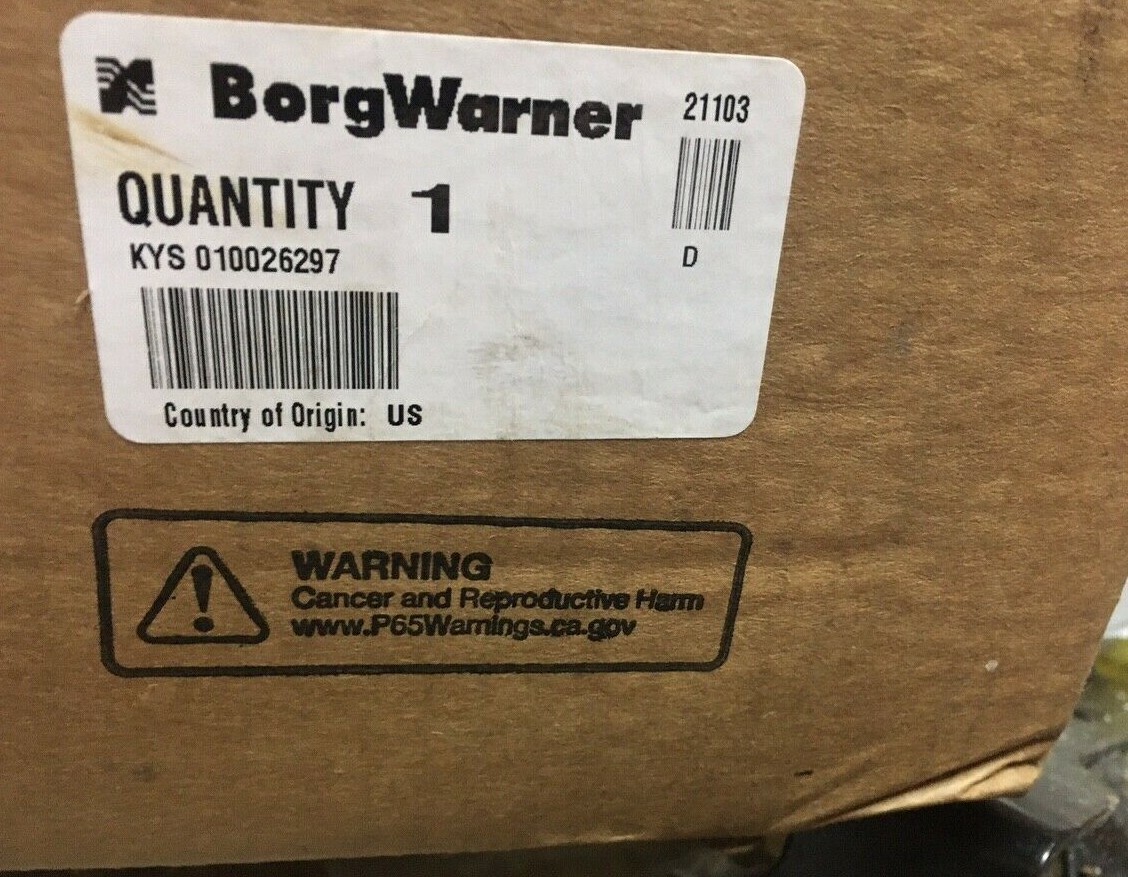 BorgWarner 21103
QUANTITY 1
KYS 010026297 D
Country of Origin: US
WARNING
Cancer and Reproductive Harm
www.P65Warnings.ca.gov